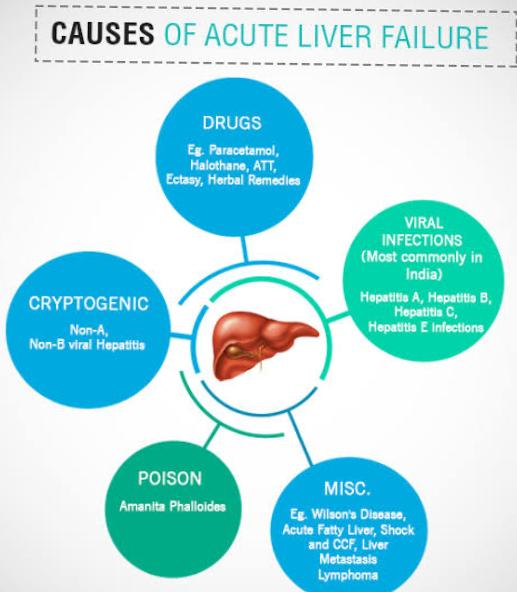 CAUSES OF ACUTE LIVER FAILURE
DRUGS
Eg. Paracetamol,
Halothane, ATT,
Ectasy, Herbal Remedies
VIRAL
INFECTIONS
(Most commonly in
India)
Hepatitis A, Hepatitis B,
Hepatitis C,
Hepatitis E Infections
CRYPTOGENIC
Non-A,
Non-B viral Hepatitis
POISON
Amanita Phalloides
MISC.
Eg. Wilson's Disease,
Acute Fatty Liver, Shock
and CCF, Liver
Metastasis
Lymphoma